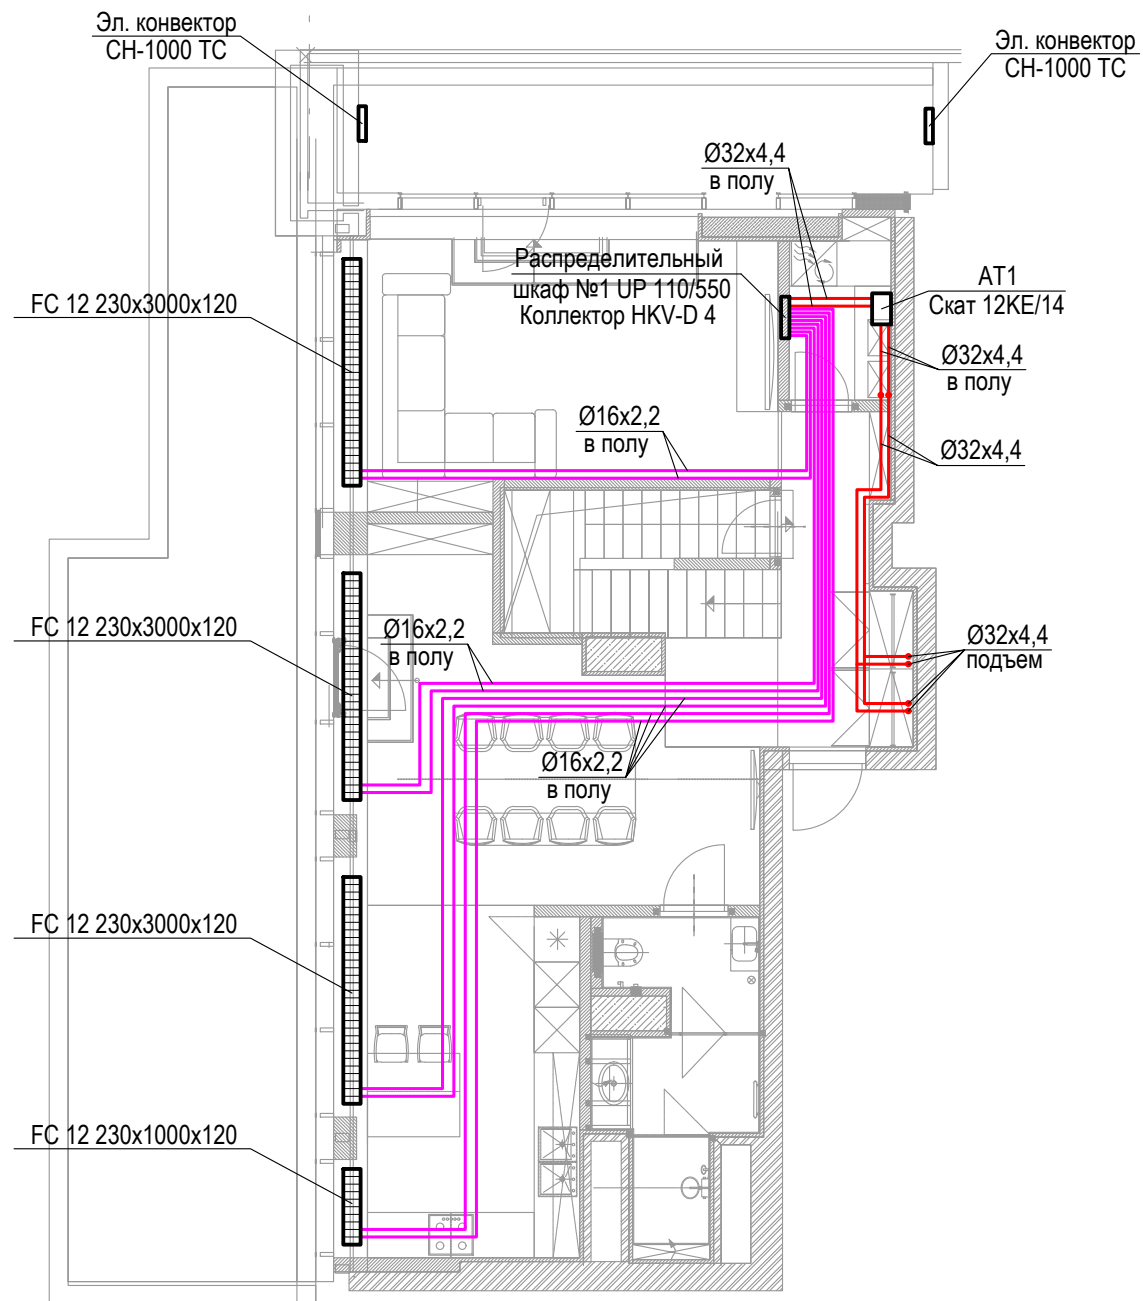 Эл. конвектор
СН-1000 ТС
Эл. конвектор
СН-1000 ТС
Ø32x4,4
в полу
Распределительный
шкаф №1 UP 110/550
Коллектор HKV-D 4
АТ1
Скат 12КЕ/14
FC 12 230x3000x120
Ø32x4,4
в полу
Ø16x2,2
в полу
Ø32x4,4
FC 12 230x3000x120
Ø16x2,2
в полу
Ø32x4,4
подъем
Ø16x2,2
в полу
FC 12 230x3000x120
FC 12 230x1000x120